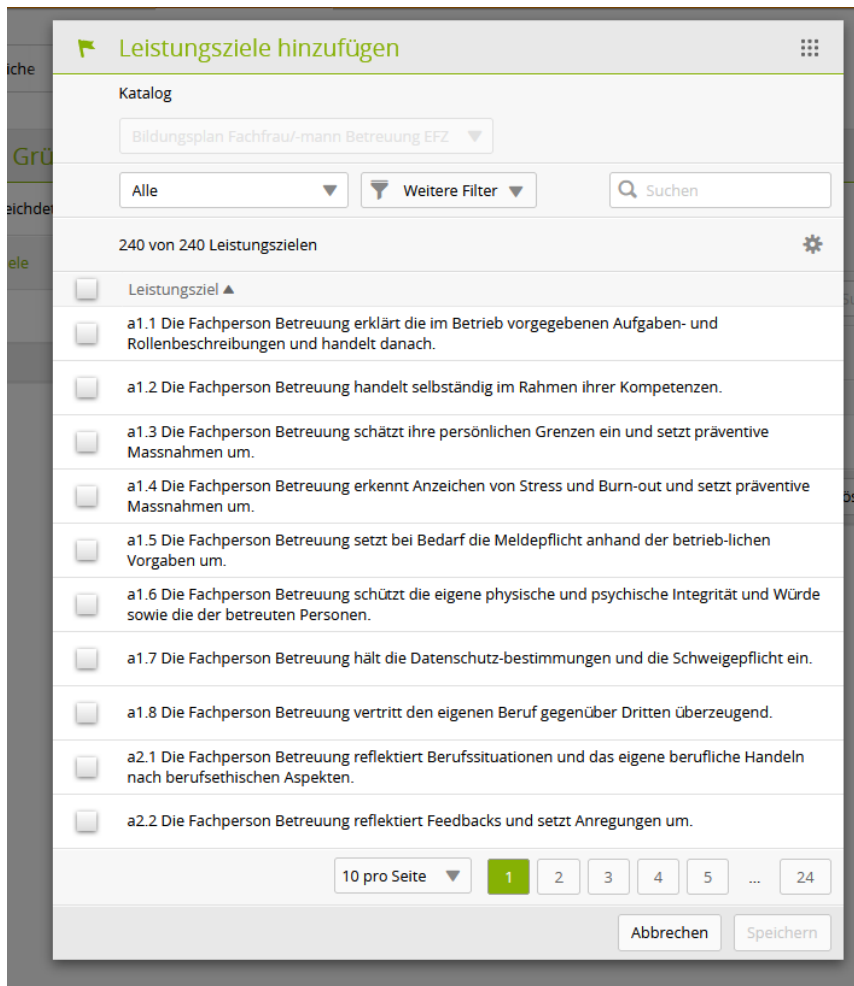 Leistungsziele hinzufügen
iche
Katalog
Bildungsplan Fachfrau/-mann Betreuung EFZ
Grü
Alle
Weitere Filter
Suchen
eichdet
240 von 240 Leistungszielen
ele
Leistungsziel
a1.1 Die Fachperson Betreuung erklärt die im Betrieb vorgegebenen Aufgaben- und
Rollenbeschreibungen und handelt danach.
a1.2 Die Fachperson Betreuung handelt selbständig im Rahmen ihrer Kompetenzen.
a1.3 Die Fachperson Betreuung schätzt ihre persönlichen Grenzen ein und setzt präventive
Massnahmen um.
a1.4 Die Fachperson Betreuung erkennt Anzeichen von Stress und Burn-out und setzt präventive
Massnahmen um.
a1.5 Die Fachperson Betreuung setzt bei Bedarf die Meldepflicht anhand der betrieb-lichen
Vorgaben um.
a1.6 Die Fachperson Betreuung schützt die eigene physische und psychische Integrität und Würde
sowie die der betreuten Personen.
a1.7 Die Fachperson Betreuung hält die Datenschutz-bestimmungen und die Schweigepflicht ein.
a1.8 Die Fachperson Betreuung vertritt den eigenen Beruf gegenüber Dritten überzeugend.
a2.1 Die Fachperson Betreuung reflektiert Berufssituationen und das eigene berufliche Handeln
nach berufsethischen Aspekten.
a2.2 Die Fachperson Betreuung reflektiert Feedbacks und setzt Anregungen um.
10 pro Seite 1 2 3 4 5 ... 24
Abbrechen Speichern